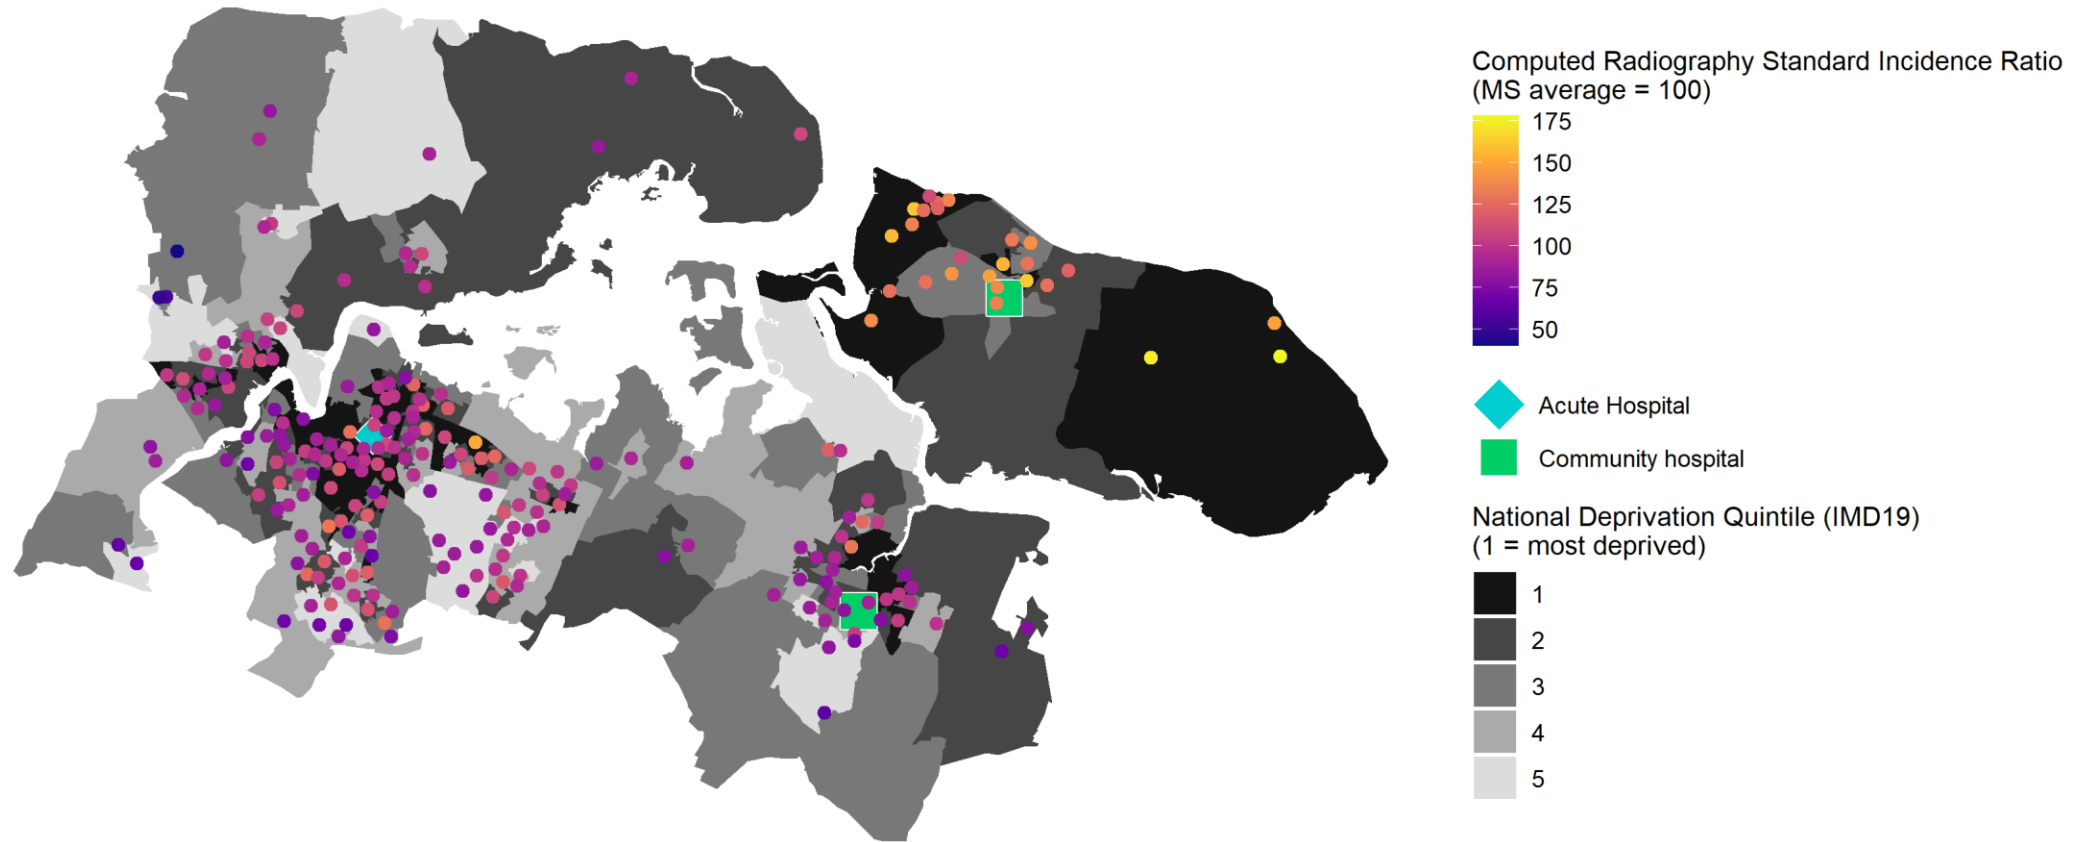 Computed Radiography Standard Incidence Ratio
(MS average = 100)
175
150
125
100
75
50
Acute Hospital
Community hospital
National Deprivation Quintile (IMD19)
(1 = most deprived)
1
2
3
4
5